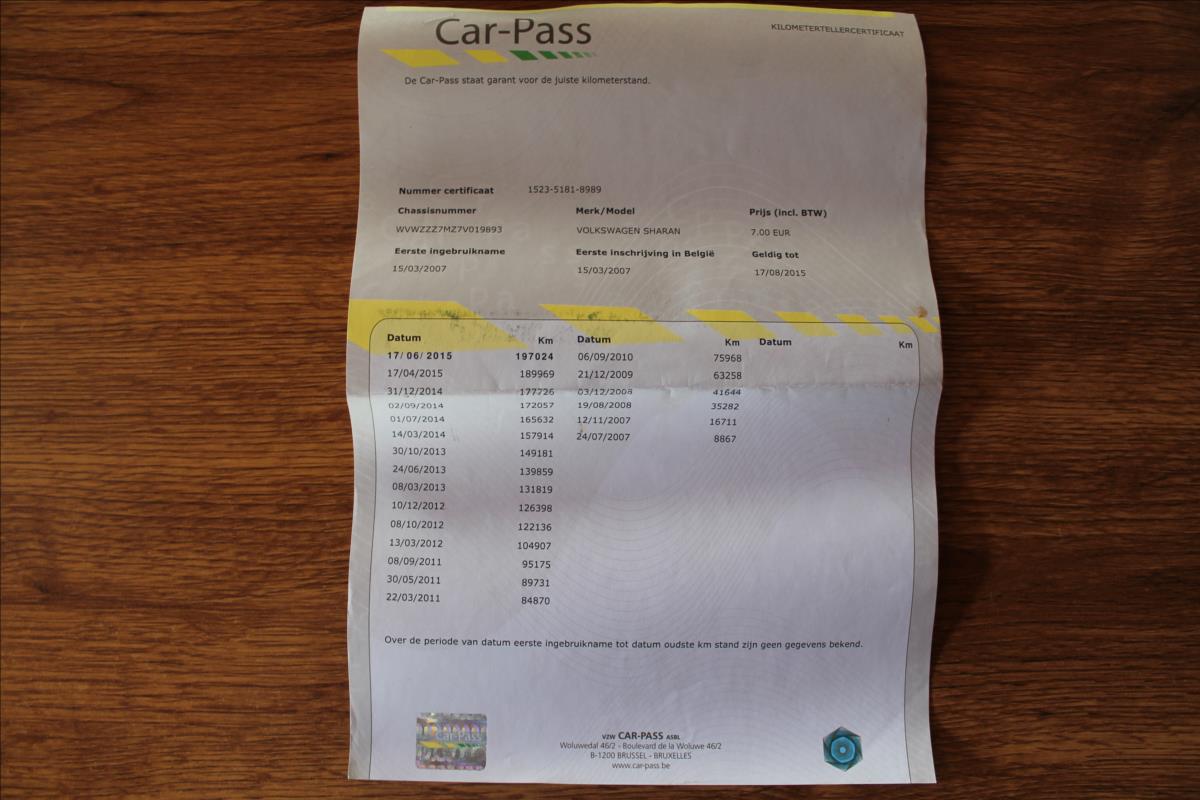 Car-Pass
KILOMETERTELLERCERTIFICAAT
De Car-Pass staat garant voor de juiste kilometerstand.
Nummer certificaat 1523-5181-8989
Chassisnummer Merk/Model Prijs (incl. BTW)
WVWZZZ7MZ7V019893 VOLKSWAGEN SHARAN 7.00 EUR
Eerste ingebruikname Eerste inschrijving in België Geldig tot
15/03/2007 15/03/2007 17/08/2015
Datum Km Datum Km Datum Km
17/06/2015 197024 06/09/2010 75968
17/04/2015 189969 21/12/2009 63258
31/12/2014 177726 03/12/2008 41644
02/09/2014 172057 19/08/2008 35282
01/07/2014 165632 12/11/2007 16711
14/03/2014 157914 24/07/2007 8867
30/10/2013 149181
24/06/2013 139859
08/03/2013 131819
10/12/2012 126398
08/10/2012 122136
13/03/2012 104907
08/09/2011 95175
30/05/2011 89731
22/03/2011 84870
Over de periode van datum eerste ingebruikname tot datum oudste km stand zijn geen gegevens bekend.
Car-Pass
VZW CAR-PASS ASBL
Woluwedal 46/2 - Boulevard de la Woluwe 46/2
B-1200 BRUSSEL - BRUXELLES
www.car-pass.be